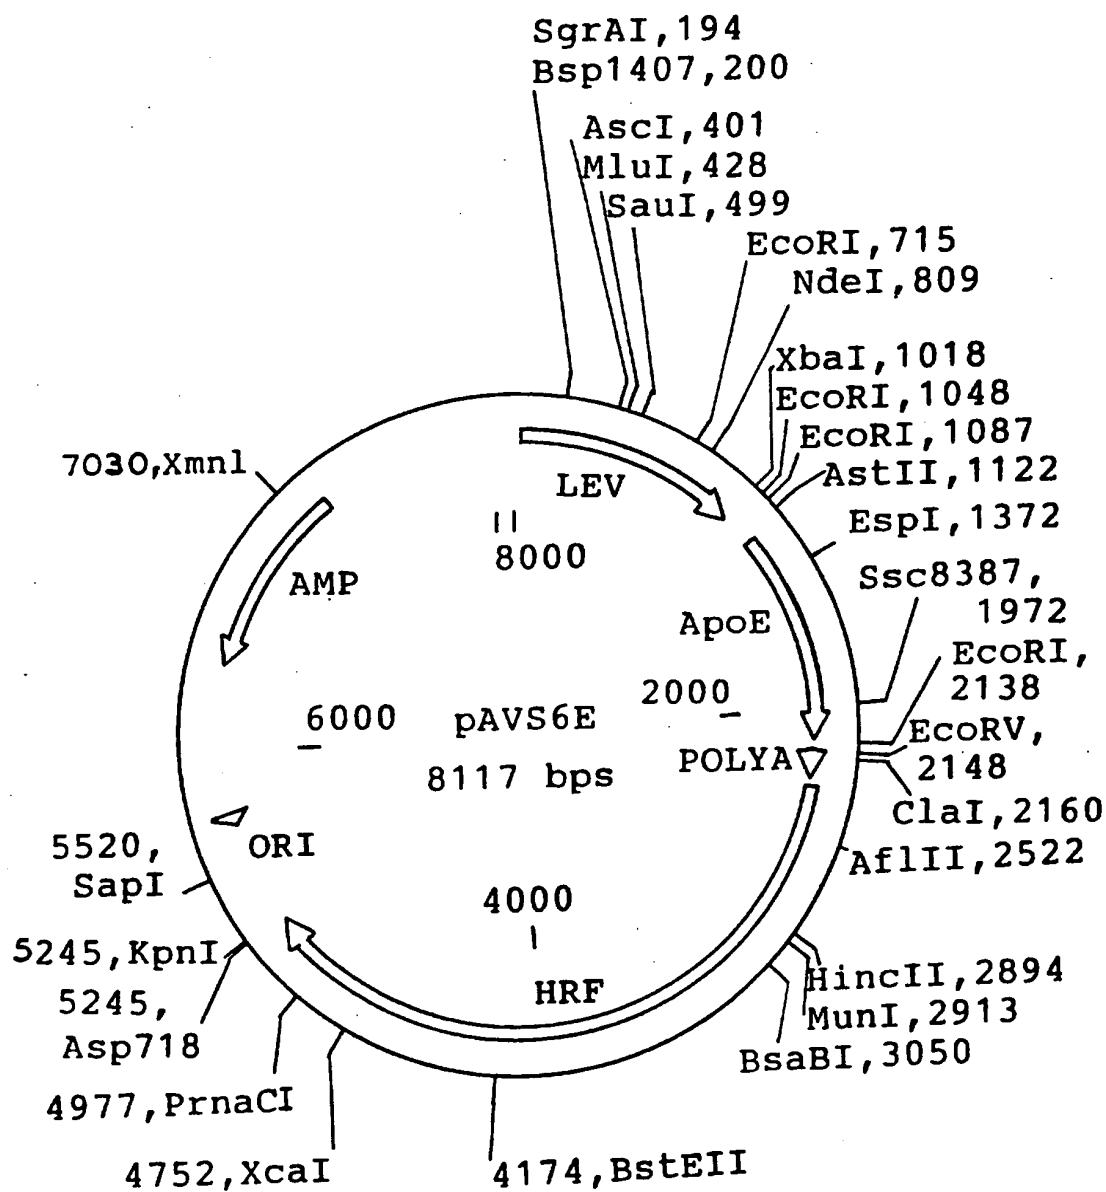 SgrAI,194
Bsp1407,200
AscI,401
MluI,428
SauI,499
EcoRI,715
NdeI,809
XbaI,1018
EcoRI,1048
EcoRI,1087
AstII,1122
EspI,1372
Ssc8387,
1972
EcoRI,
2138
EcoRV,
2148
ClaI,2160
AflII,2522
HincII,2894
MunI,2913
BsaBI,3050
4174,BstEII
4752,XcaI
4977,PrnaCI
5245,
Asp718
5245,KpnI
5520,
SapI
7030,Xmnl
LEV
ApoE
POLYA
HRF
ORI
AMP
8000
2000
4000
6000
pAVS6E
8117 bps